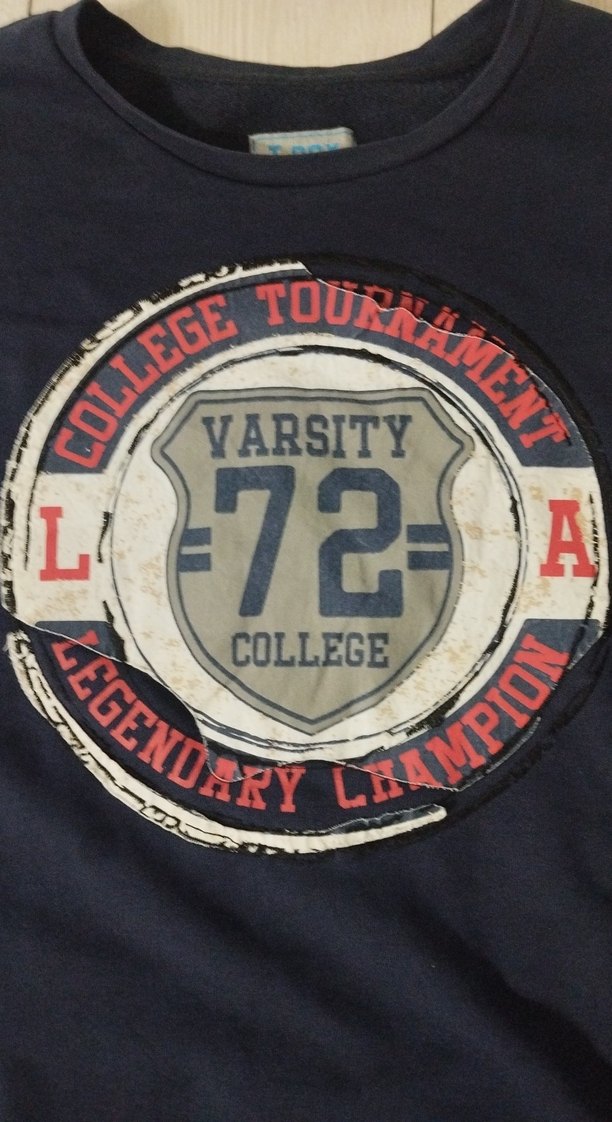 COLLEGE TOURNAMENT
VARSITY
72
L A
COLLEGE
LEGENDARY CHAMPION